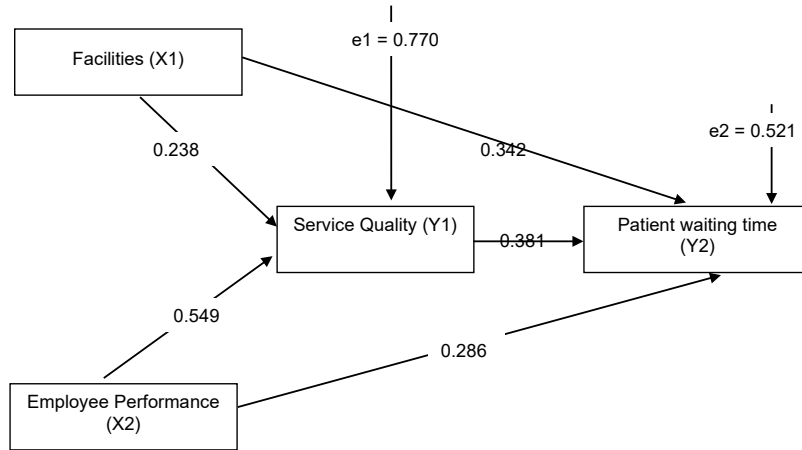 e1 = 0.770
Facilities (X1)
e2 = 0.521
0.238
0.342
Service Quality (Y1)
0.381
Patient waiting time
(Y2)
0.549
0.286
Employee Performance
(X2)